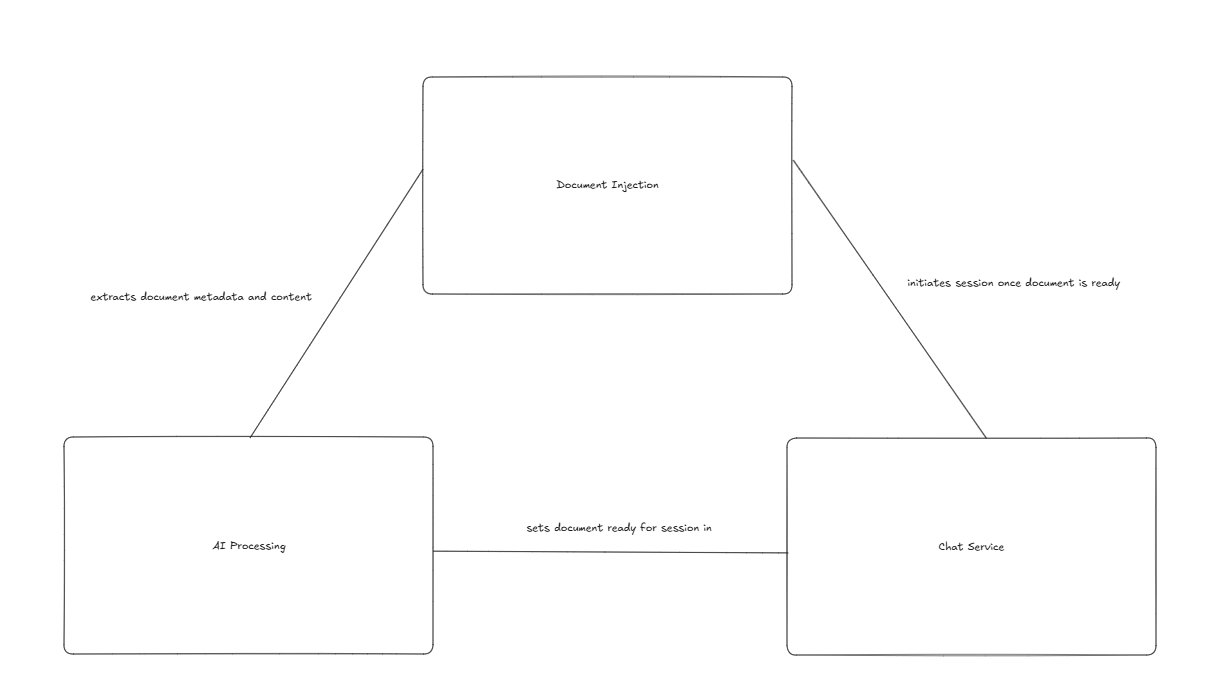 Document Injection
initiates session once document is ready
extracts document metadata and content
sets document ready for session in
AI Processing
Chat Service